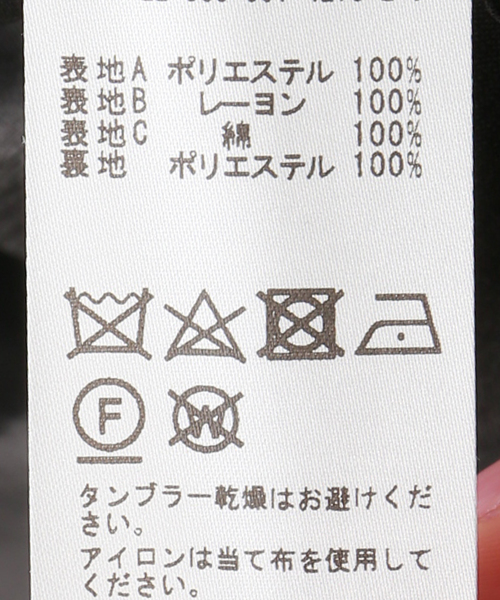 表地A ポリエステル 100%
表地B レーヨン 100%
表地C 綿 100%
裏地 ポリエステル 100%
F W
タンブラー乾燥はお避けくだ
さい。
アイロンは当て布を使用して
ください。